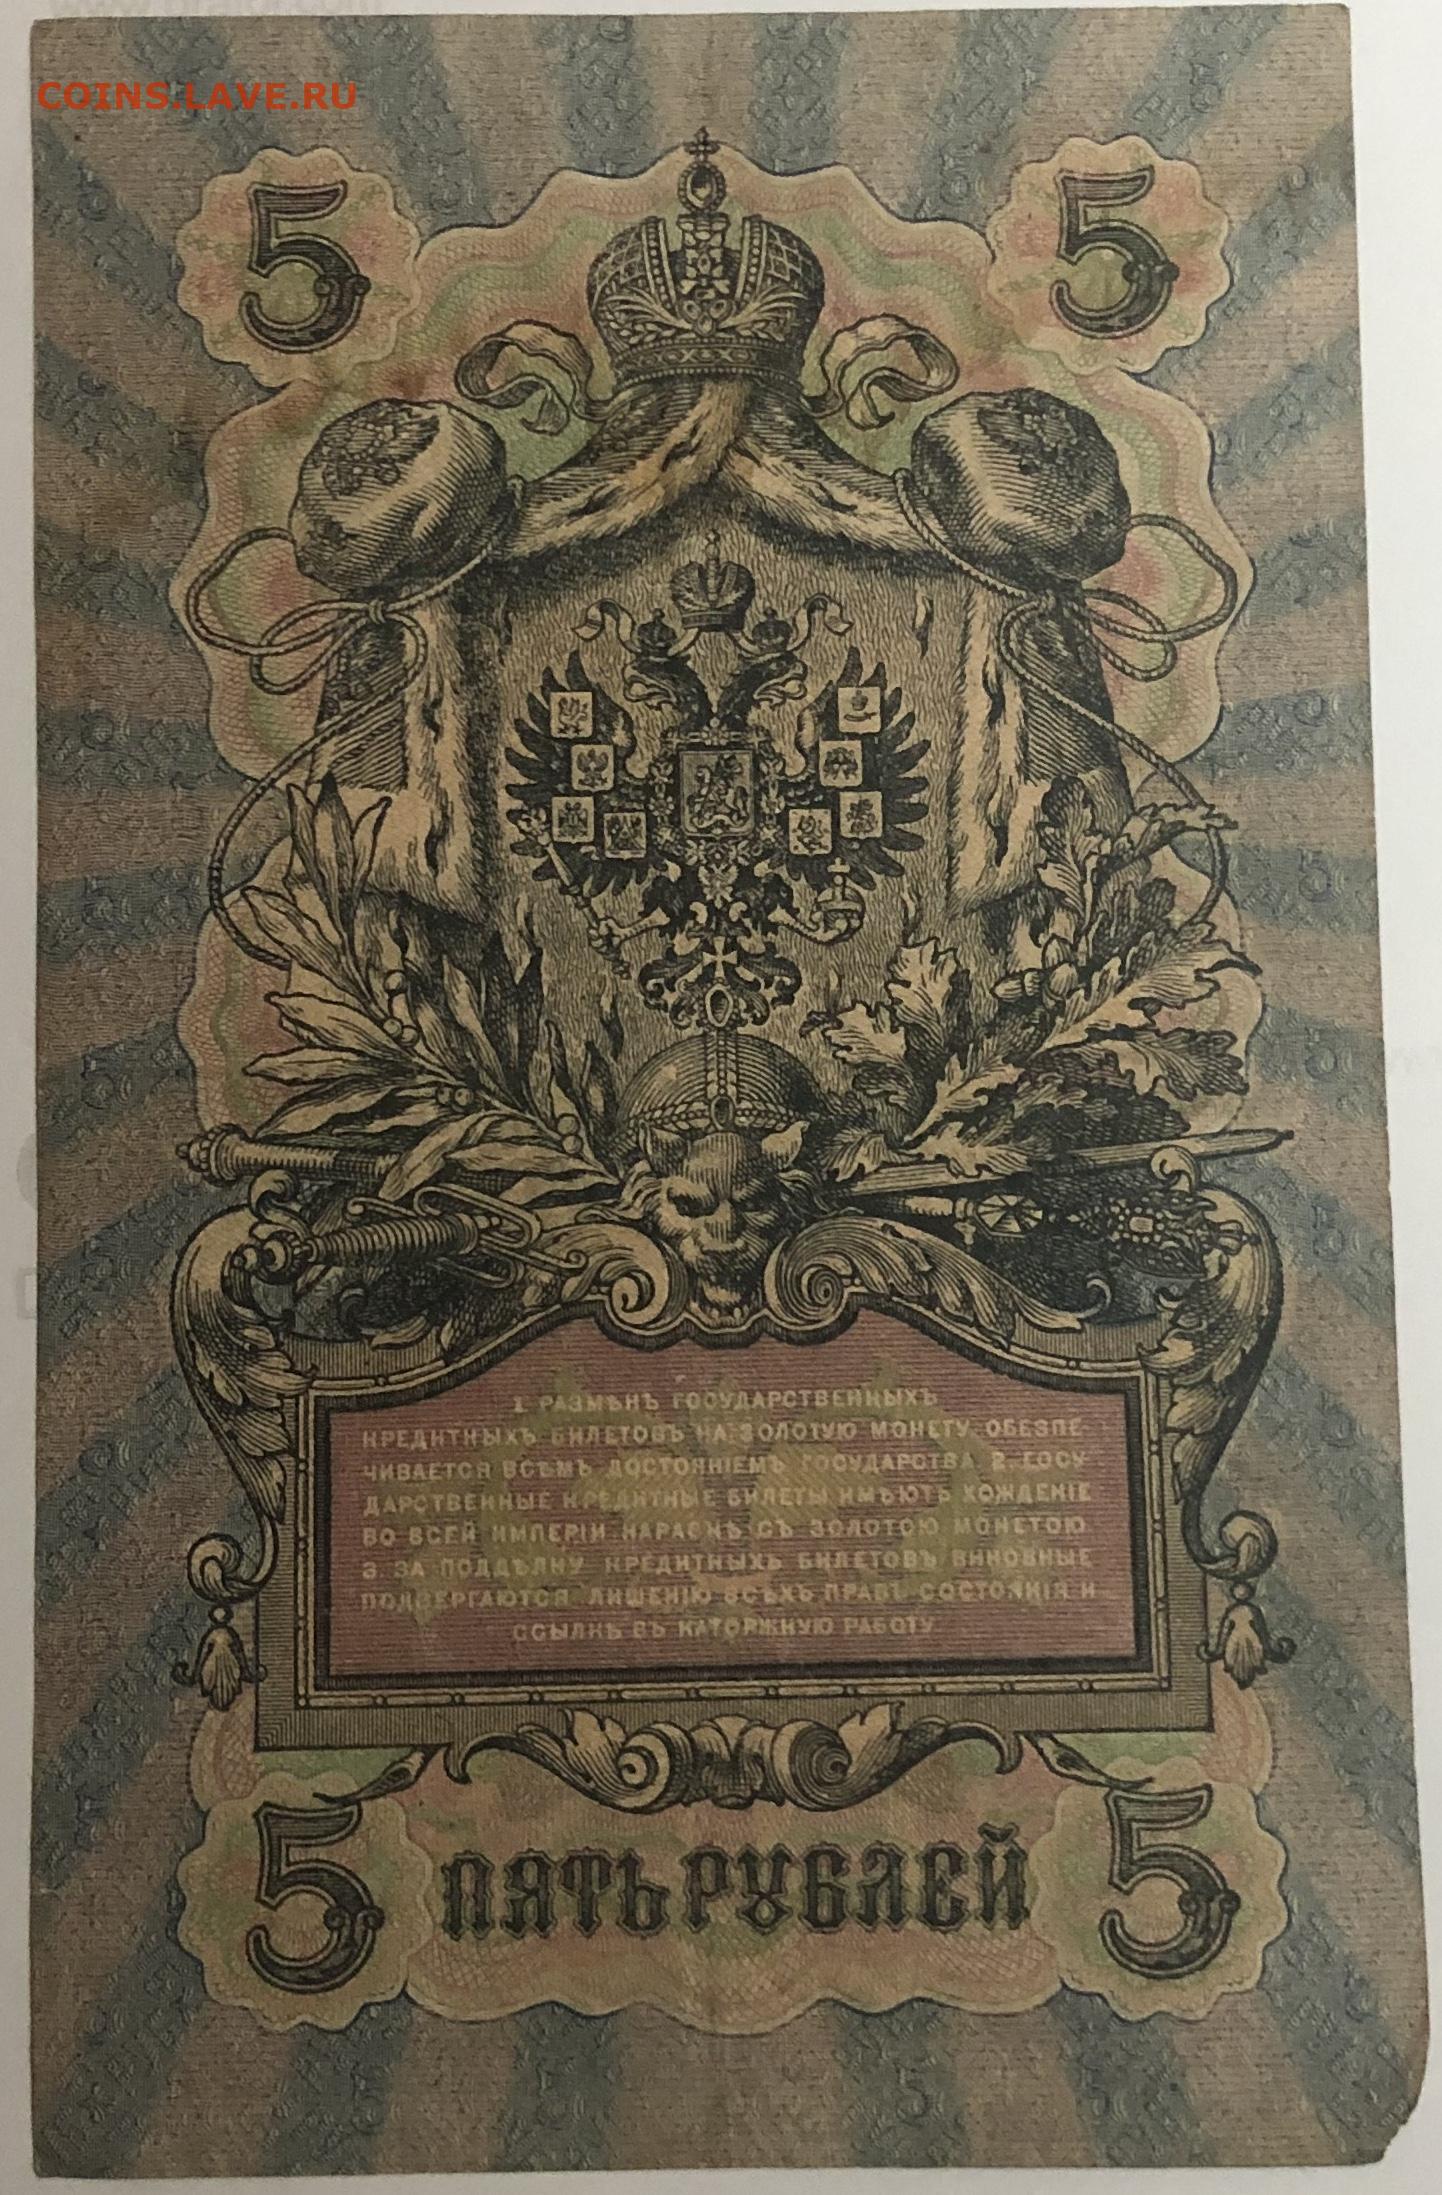 COINS.LAVE.RU
5 5
1. РАЗМѢНЪ ГОСУДАРСТВЕННЫХЪ
КРЕДИТНЫХЪ БИЛЕТОВЪ НА ЗОЛОТУЮ МОНЕТУ ОБЕЗПЕ-
ЧИВАЕТСЯ ВСѢМЪ ДОСТОЯНІЕМЪ ГОСУДАРСТВА. 2. ГОСУ-
ДАРСТВЕННЫЕ КРЕДИТНЫЕ БИЛЕТЫ ИМѢЮТЪ ХОЖДЕНІЕ
ВО ВСЕЙ ИМПЕРІИ НАРАВНѢ СЪ ЗОЛОТОЮ МОНЕТОЮ
3. ЗА ПОДДѢЛКУ КРЕДИТНЫХЪ БИЛЕТОВЪ ВИНОВНЫЕ
ПОДВЕРГАЮТСЯ ЛИШЕНІЮ ВСѢХЪ ПРАВЪ СОСТОЯНІЯ И
ССЫЛКѢ ВЪ КАТОРЖНУЮ РАБОТУ.
5 ПЯТЬ РУБЛЕЙ 5